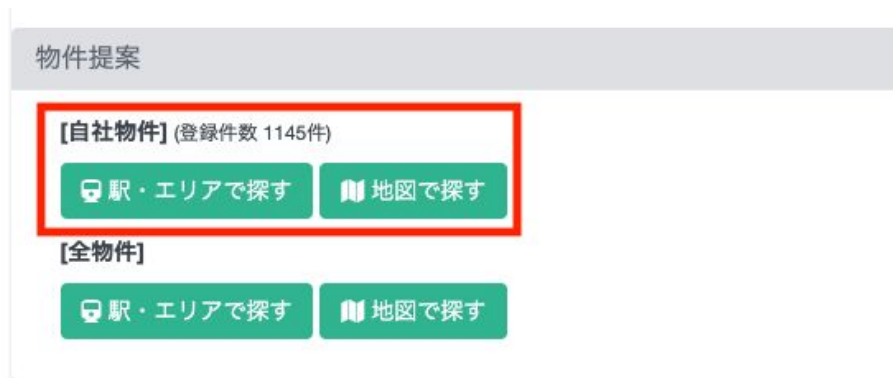 物件提案
[自社物件] (登録件数 1145件)
駅・エリアで探す 地図で探す
[全物件]
駅・エリアで探す 地図で探す